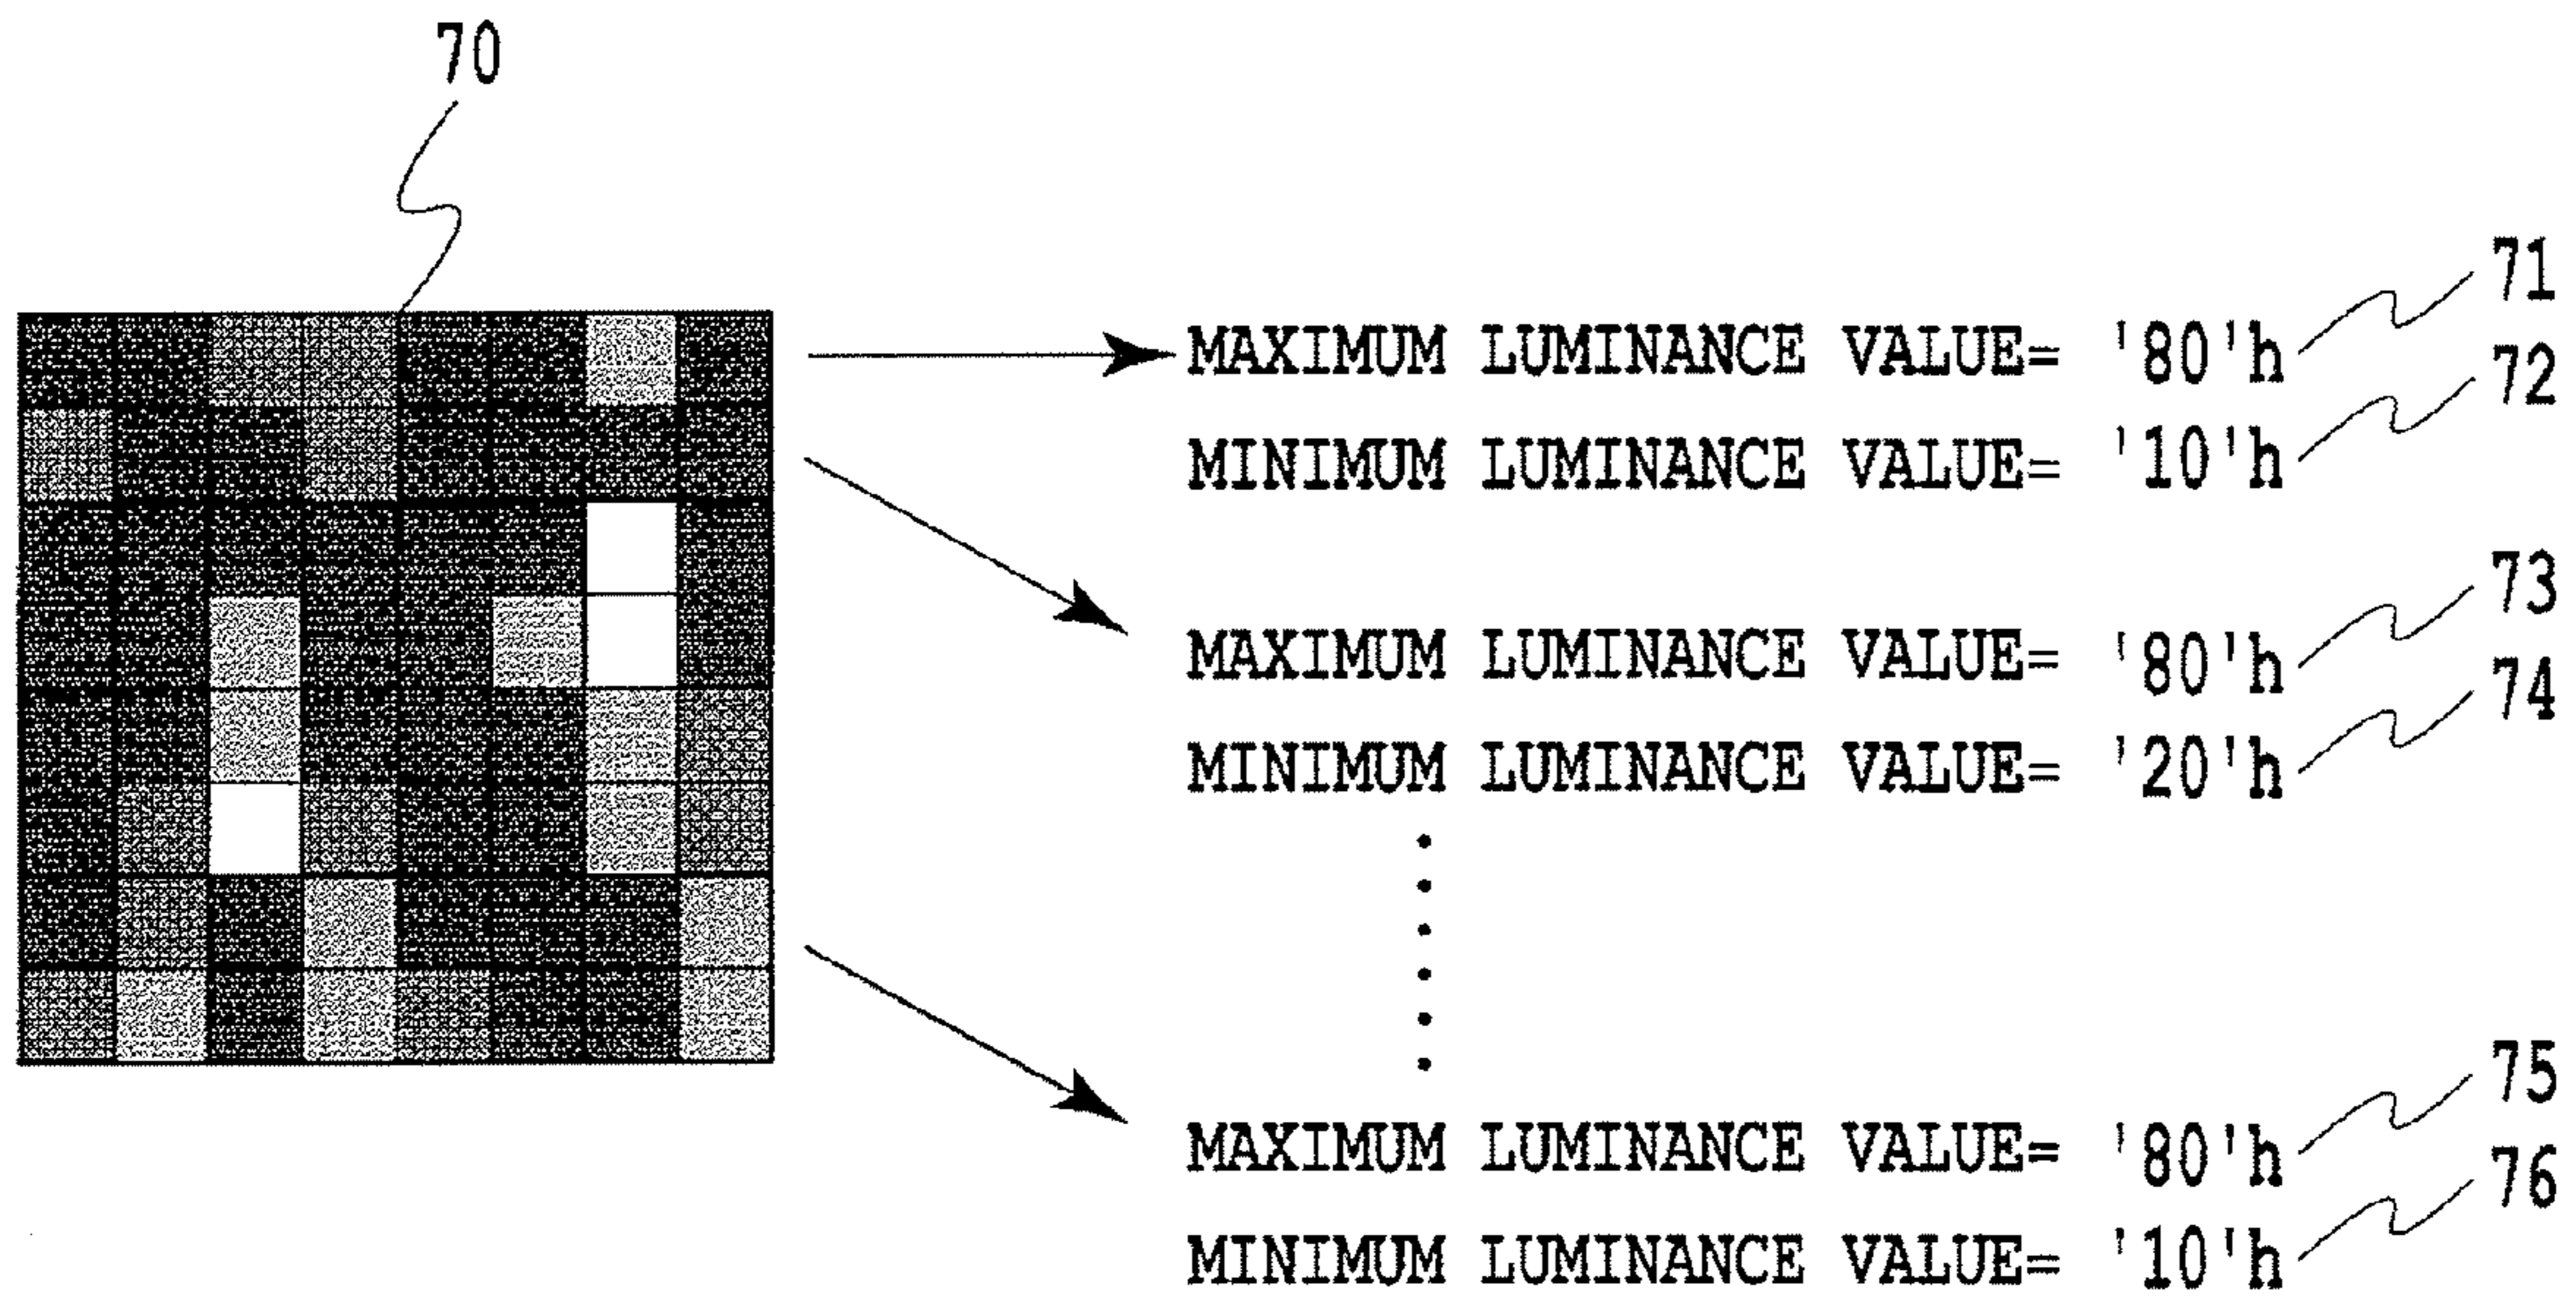 70
MAXIMUM LUMINANCE VALUE= '80'h 71
MINIMUM LUMINANCE VALUE= '10'h 72
MAXIMUM LUMINANCE VALUE= '80'h 73
MINIMUM LUMINANCE VALUE= '20'h 74
MAXIMUM LUMINANCE VALUE= '80'h 75
MINIMUM LUMINANCE VALUE= '10'h 76